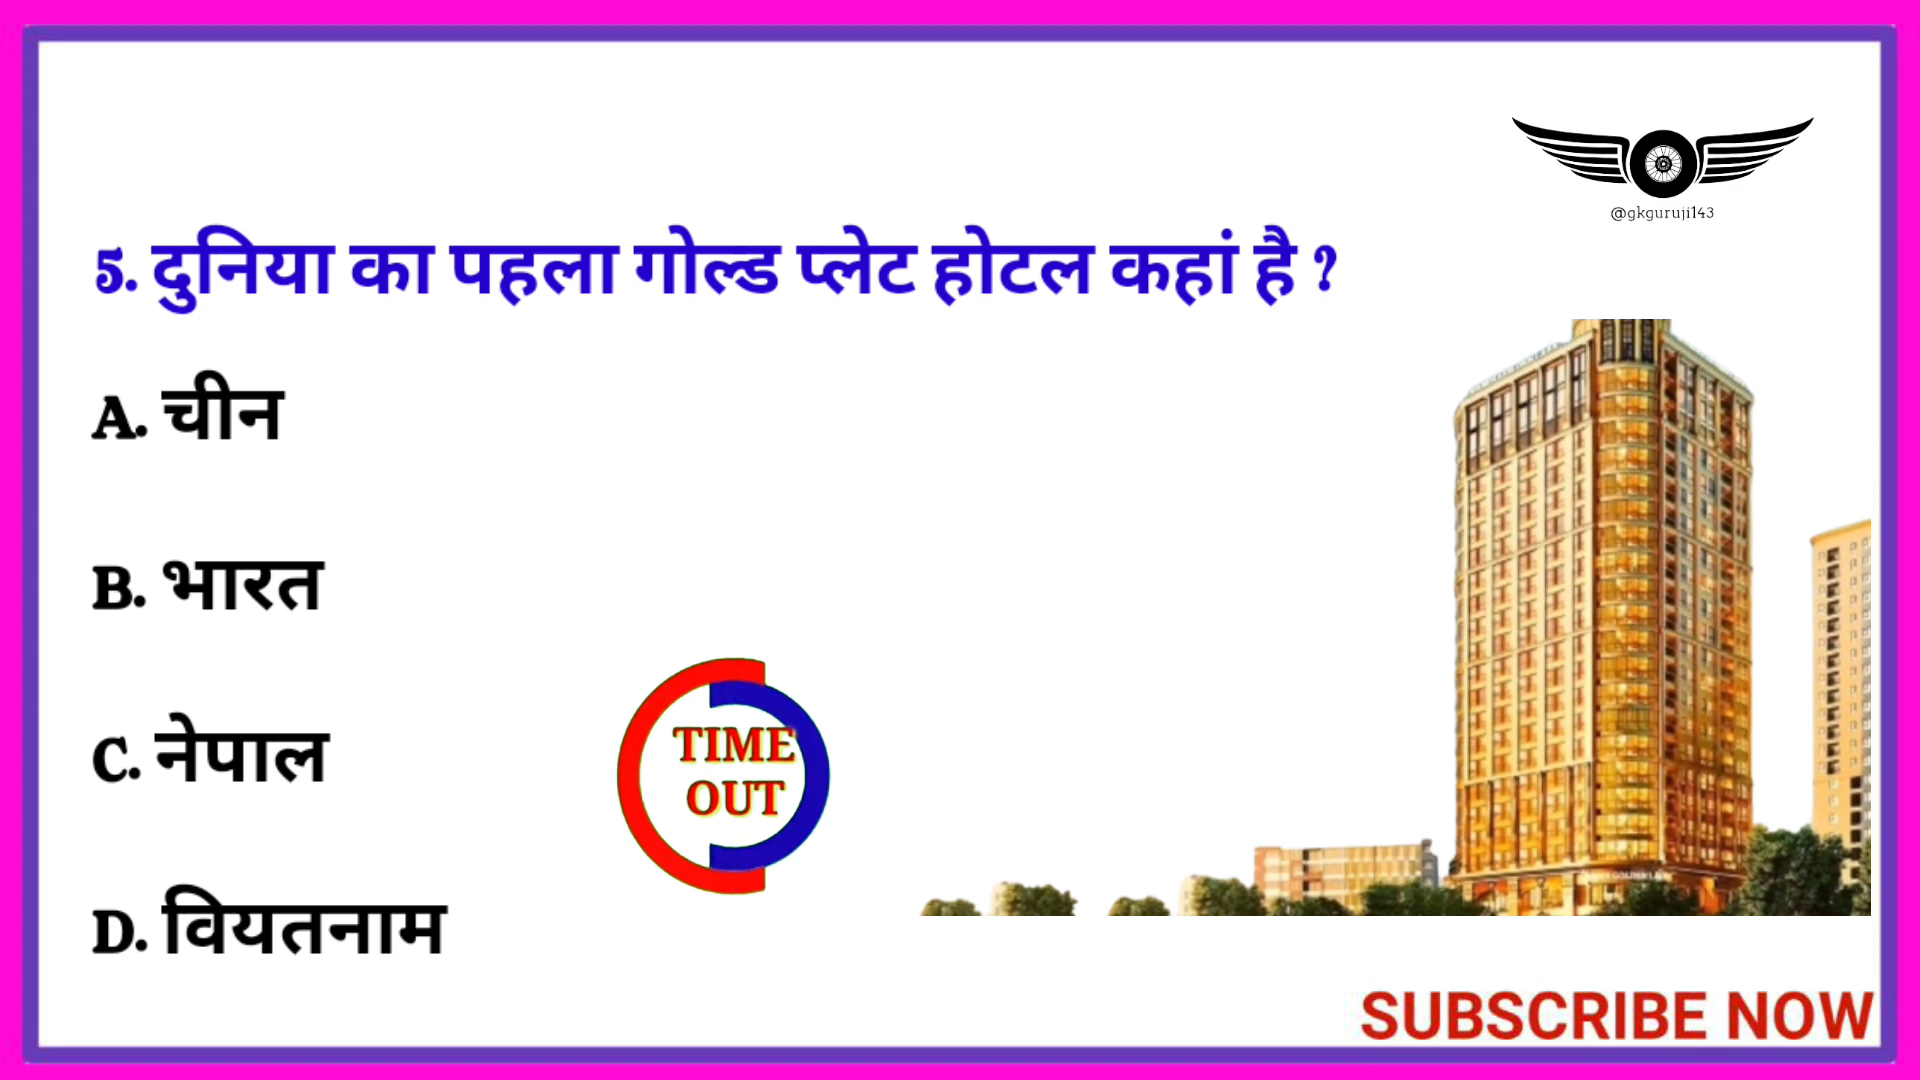 @gkguruji143
5. दुनिया का पहला गोल्ड प्लेट होटल कहां है ?
A. चीन
B. भारत
C. नेपाल
TIME
OUT
D. वियतनाम
SUBSCRIBE NOW